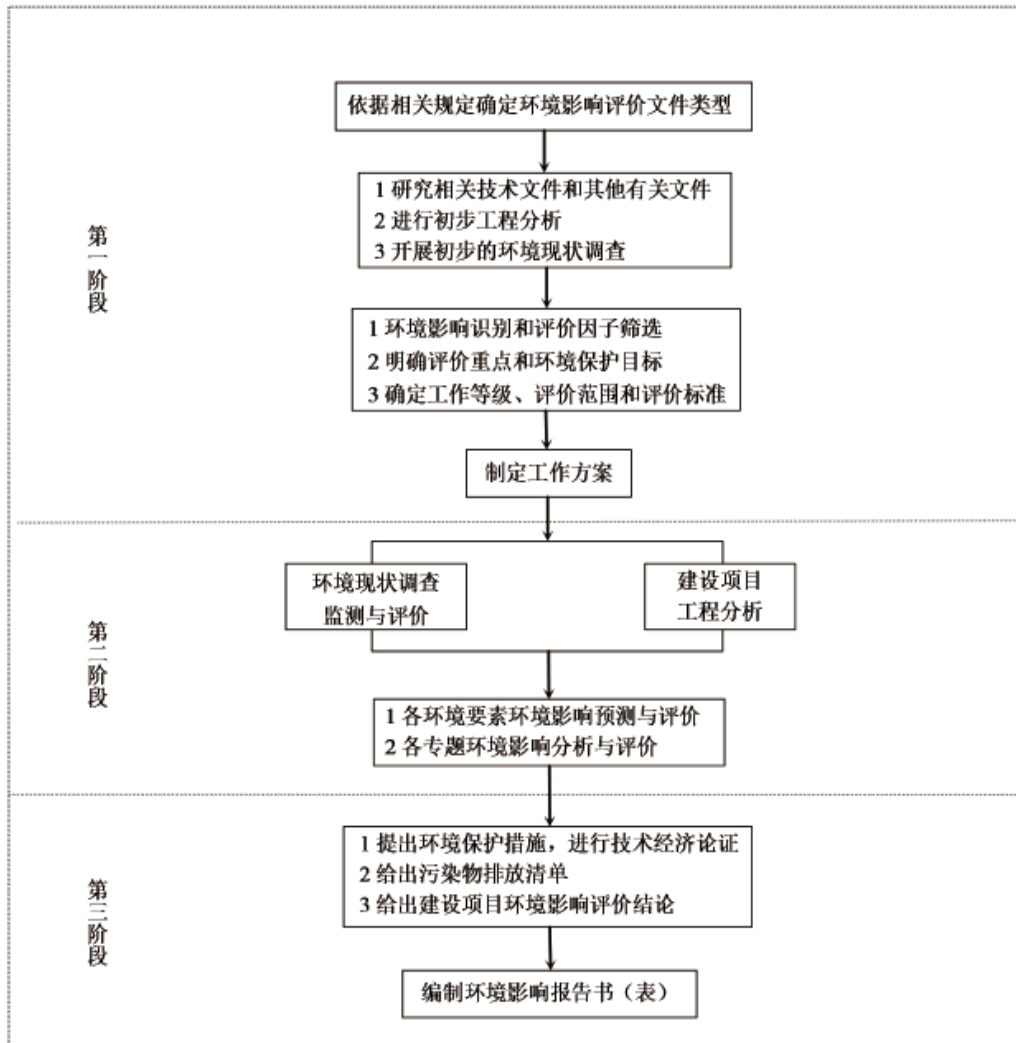 依据相关规定确定环境影响评价文件类型
1 研究相关技术文件和其他有关文件
2 进行初步工程分析
3 开展初步的环境现状调查
第一阶段
1 环境影响识别和评价因子筛选
2 明确评价重点和环境保护目标
3 确定工作等级、评价范围和评价标准
制定工作方案
环境现状调查
监测与评价
建设项目
工程分析
第二阶段
1 各环境要素环境影响预测与评价
2 各专题环境影响分析与评价
1 提出环境保护措施，进行技术经济论证
2 给出污染物排放清单
3 给出建设项目环境影响评价结论
第三阶段
编制环境影响报告书（表）